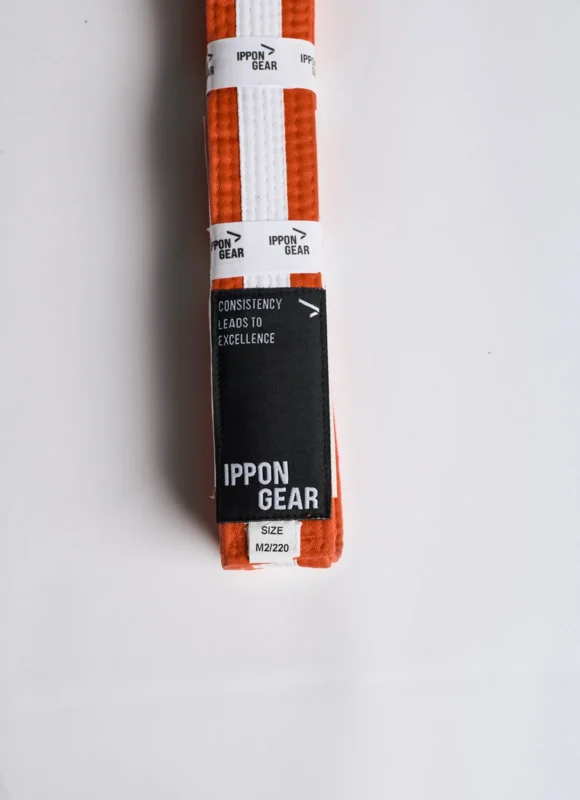 IPPON
GEAR
IPPON
GEAR
IPPON
GEAR
CONSISTENCY
LEADS TO
EXCELLENCE
IPPON
GEAR
SIZE
M2/220